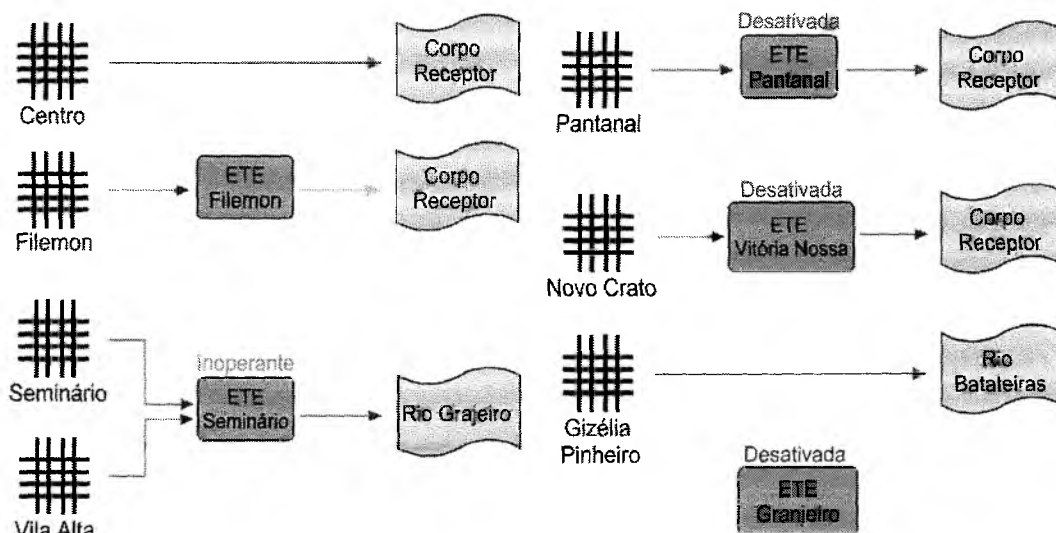 Centro
Corpo
Receptor
Filemon
ETE
Filemon
Corpo
Receptor
Seminário
Vila Alta
Inoperante
ETE
Seminário
Rio Grajeiro
Pantanal
Desativada
ETE
Pantanal
Corpo
Receptor
Novo Crato
Desativada
ETE
Vitória Nossa
Corpo
Receptor
Gizélia
Pinheiro
Rio
Batateiras
Desativada
ETE
Granjeiro